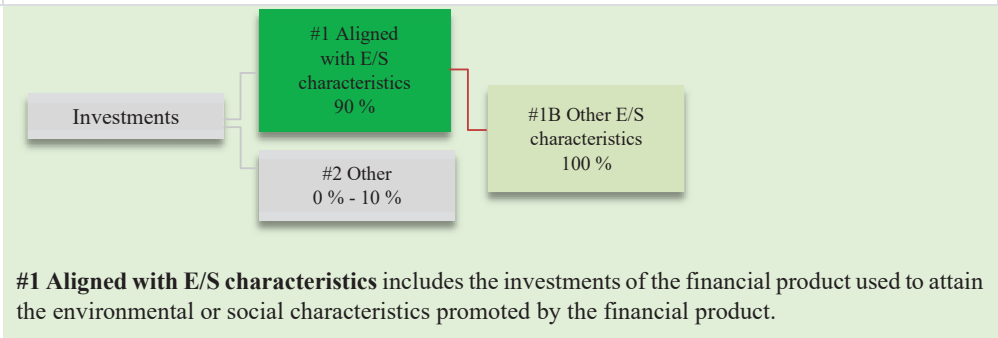 #1 Aligned
with E/S
characteristics
90 %
Investments
#1B Other E/S
characteristics
100 %
#2 Other
0 % - 10 %
#1 Aligned with E/S characteristics includes the investments of the financial product used to attain
the environmental or social characteristics promoted by the financial product.